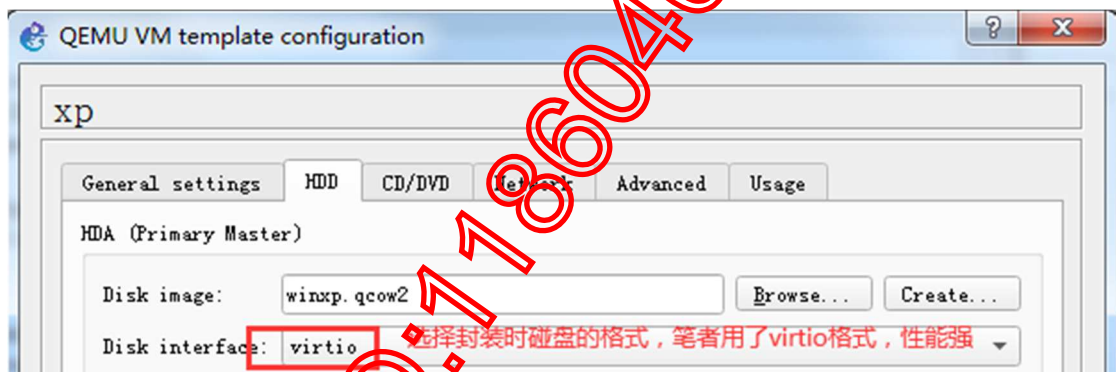 QEMU VM template configuration
xp
General settings HDD CD/DVD Network Advanced Usage
HDA (Primary Master)
Disk image: winxp.qcow2 Browse... Create...
Disk interface: virtio 选择封装时磁盘的格式，笔者用了virtio格式，性能强
:118604